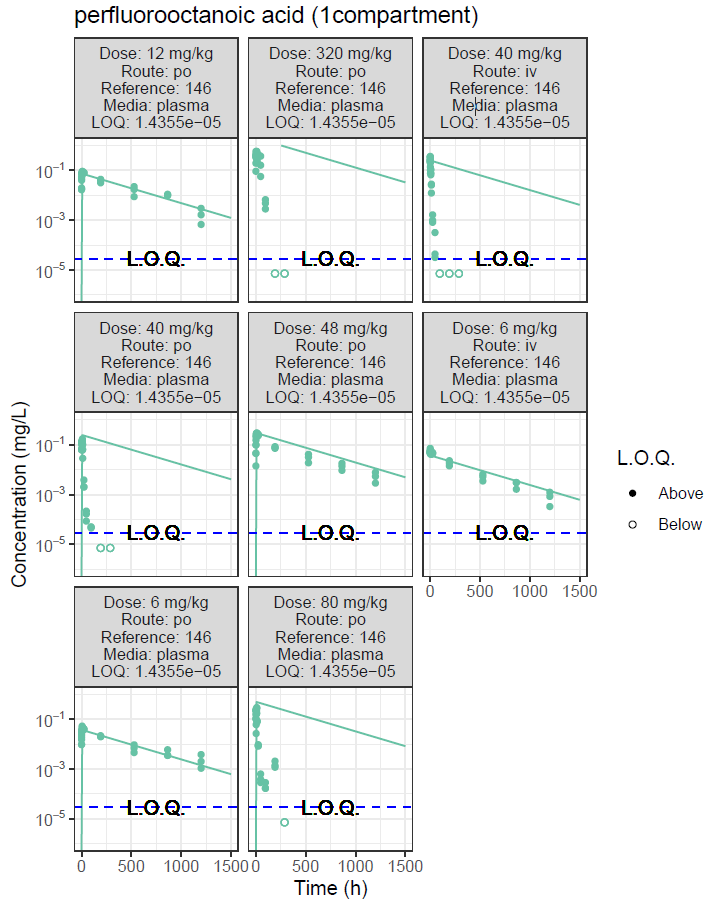 perfluorooctanoic acid (1compartment)
Dose: 12 mg/kg
Route: po
Reference: 146
Media: plasma
LOQ: 1.4355e−05
Dose: 320 mg/kg
Route: po
Reference: 146
Media: plasma
LOQ: 1.4355e−05
Dose: 40 mg/kg
Route: iv
Reference: 146
Media: plasma
LOQ: 1.4355e−05
10−1
10−3
10−5
L.O.Q.
L.O.Q.
L.O.Q.
Dose: 40 mg/kg
Route: po
Reference: 146
Media: plasma
LOQ: 1.4355e−05
Dose: 48 mg/kg
Route: po
Reference: 146
Media: plasma
LOQ: 1.4355e−05
Dose: 6 mg/kg
Route: iv
Reference: 146
Media: plasma
LOQ: 1.4355e−05
10−1
10−3
10−5
L.O.Q.
L.O.Q.
L.O.Q.
0 500 1000 1500
Dose: 6 mg/kg
Route: po
Reference: 146
Media: plasma
LOQ: 1.4355e−05
Dose: 80 mg/kg
Route: po
Reference: 146
Media: plasma
LOQ: 1.4355e−05
10−1
10−3
10−5
L.O.Q.
L.O.Q.
0 500 1000 1500
0 500 1000 1500
Time (h)
Concentration (mg/L)
L.O.Q.
Above
Below